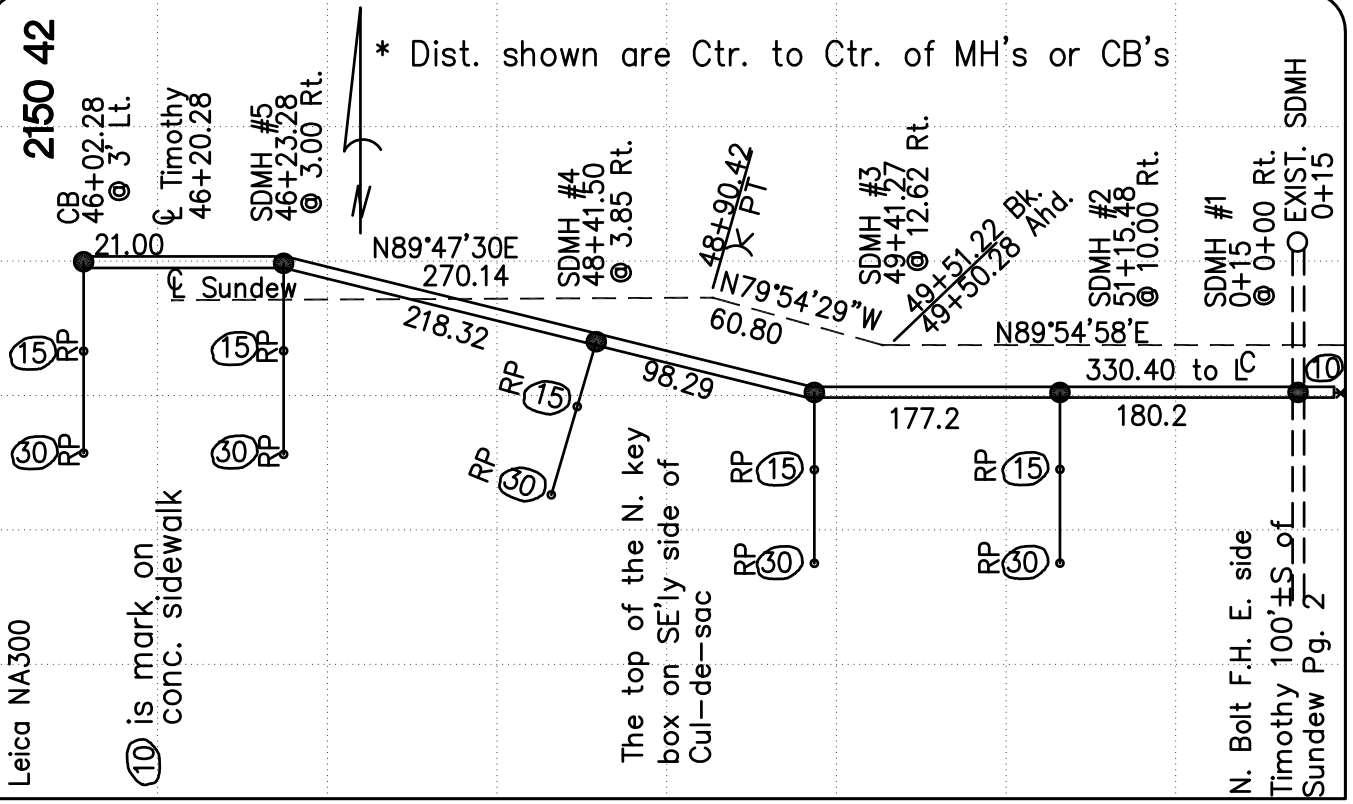 2150 42
* Dist. shown are Ctr. to Ctr. of MH's or CB's
CB
46+02.28
@ 3' Lt.
℄ Timothy
46+20.28
SDMH #5
46+23.28
@ 3.00 Rt.
SDMH #4
48+41.50
@ 3.85 Rt.
48+90.42
PT
SDMH #3
49+41.27
@ 12.62 Rt.
49+51.22 Bk.
49+50.28 Ahd.
SDMH #2
51+15.48
@ 10.00 Rt.
SDMH #1
0+15
@ 0+00 Rt.
EXIST. SDMH
0+15
21.00
N89°47'30E
270.14
℄ Sundew
N79°54'29"W
60.80
N89°54'58'E
330.40 to ℄
10
218.32
98.29
177.2
180.2
15 RP
30 RP
15 RP
30 RP
RP 15
RP 30
RP 15
RP 30
RP 15
RP 30
Leica NA300
10 is mark on
conc. sidewalk
The top of the N. key
box on SE'ly side of
Cul-de-sac
N. Bolt F.H. E. side
Timothy 100'±S of
Sundew Pg. 2